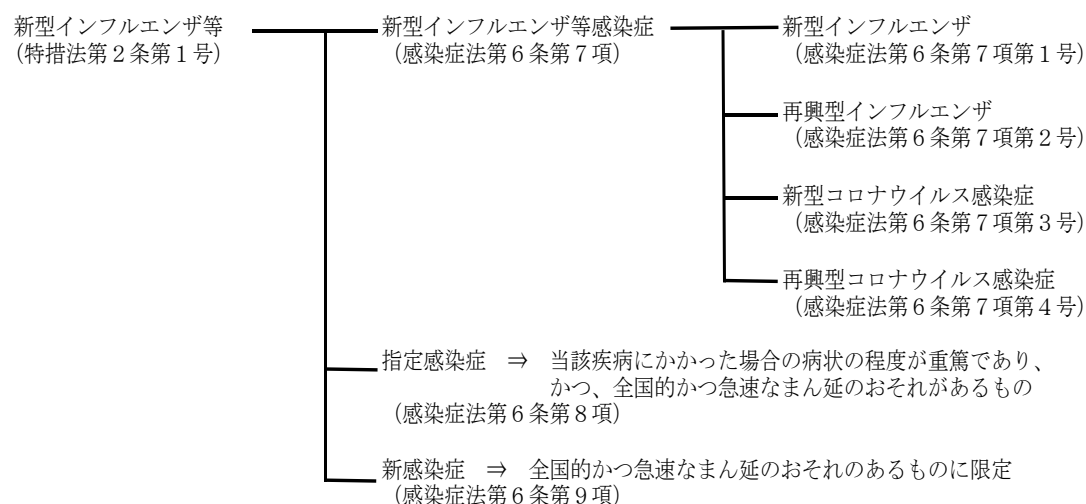 新型インフルエンザ等
（特措法第２条第１号）
新型インフルエンザ等感染症
（感染症法第６条第７項）
新型インフルエンザ
（感染症法第６条第７項第１号）
再興型インフルエンザ
（感染症法第６条第７項第２号）
新型コロナウイルス感染症
（感染症法第６条第７項第３号）
再興型コロナウイルス感染症
（感染症法第６条第７項第４号）
指定感染症　⇒　当該疾病にかかった場合の病状の程度が重篤であり、
かつ、全国的かつ急速なまん延のおそれがあるもの
（感染症法第６条第８項）
新感染症　⇒　全国的かつ急速なまん延のおそれのあるものに限定
（感染症法第６条第９項）